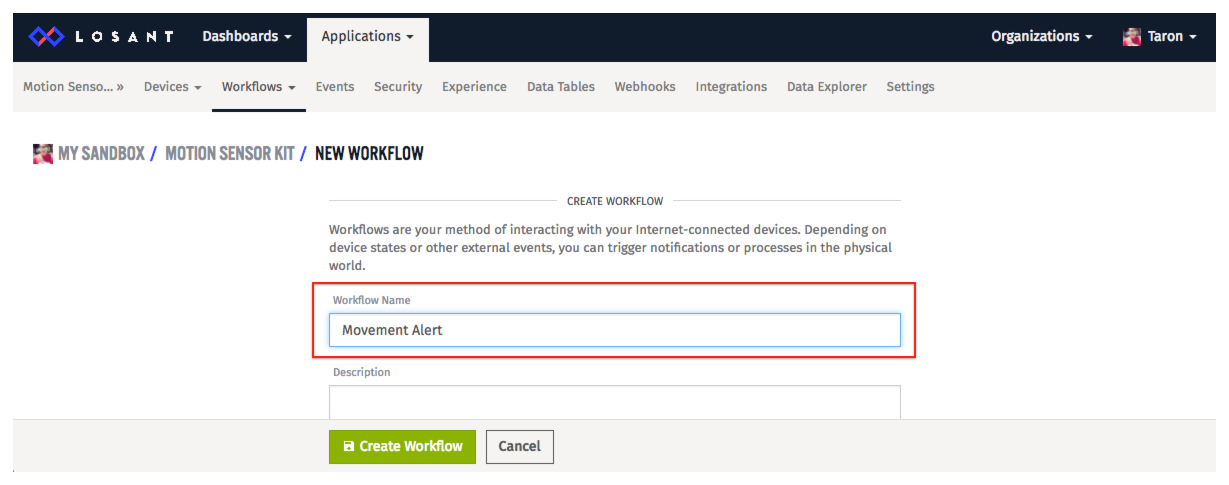 LOSANT Dashboards Applications Organizations Taron
Motion Senso... » Devices Workflows Events Security Experience Data Tables Webhooks Integrations Data Explorer Settings
MY SANDBOX / MOTION SENSOR KIT / NEW WORKFLOW
CREATE WORKFLOW
Workflows are your method of interacting with your Internet-connected devices. Depending on
device states or other external events, you can trigger notifications or processes in the physical
world.
Workflow Name
Movement Alert
Description
Create Workflow Cancel